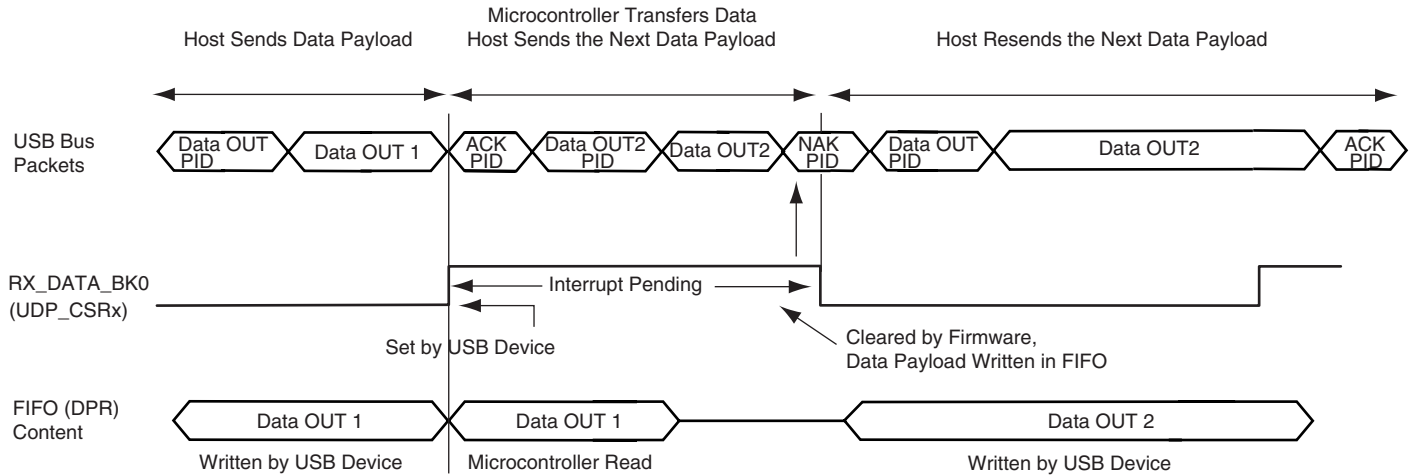 Microcontroller Transfers Data
Host Sends Data Payload
Host Sends the Next Data Payload
Host Resends the Next Data Payload
USB Bus
Packets
Data OUT
PID
Data OUT 1
ACK
PID
Data OUT2
PID
Data OUT2
NAK
PID
Data OUT
PID
Data OUT2
ACK
PID
RX_DATA_BK0
(UDP_CSRx)
Interrupt Pending
Set by USB Device
Cleared by Firmware,
Data Payload Written in FIFO
FIFO (DPR)
Content
Data OUT 1
Data OUT 1
Data OUT 2
Written by USB Device
Microcontroller Read
Written by USB Device